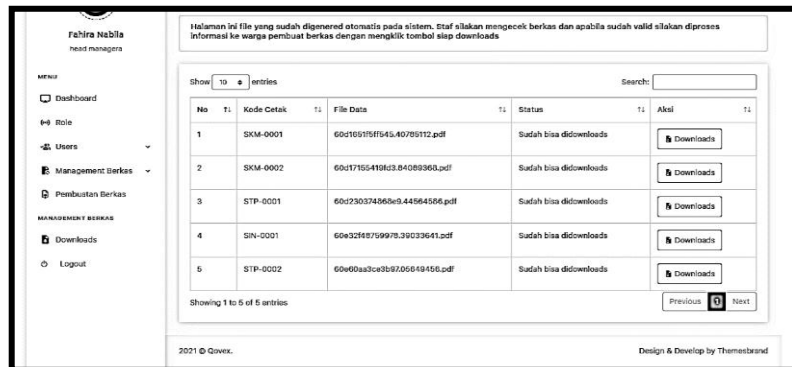 Fahira Nabila
head managera
MENU
Dashboard
Role
Users
Management Berkas
Pembuatan Berkas
MANAGEMENT BERKAS
Downloads
Logout
Halaman ini file yang sudah digenered otomatis pada sistem. Staf silakan mengecek berkas dan apabila sudah valid silakan diproses
informasi ke warga pembuat berkas dengan mengklik tombol siap downloads
Show 10 entries Search:
No Kode Cetak File Data Status Aksi
1 SKM-0001 60d1651f5ff545.40785112.pdf Sudah bisa didownloads Downloads
2 SKM-0002 60d17155419fd3.84089368.pdf Sudah bisa didownloads Downloads
3 STP-0001 60d230374868e9.44564586.pdf Sudah bisa didownloads Downloads
4 SIN-0001 60e32f48759978.39033641.pdf Sudah bisa didownloads Downloads
5 STP-0002 60e60aa3ce3b97.05649456.pdf Sudah bisa didownloads Downloads
Showing 1 to 5 of 5 entries Previous 1 Next
2021 © Qovex. Design & Develop by Themesbrand